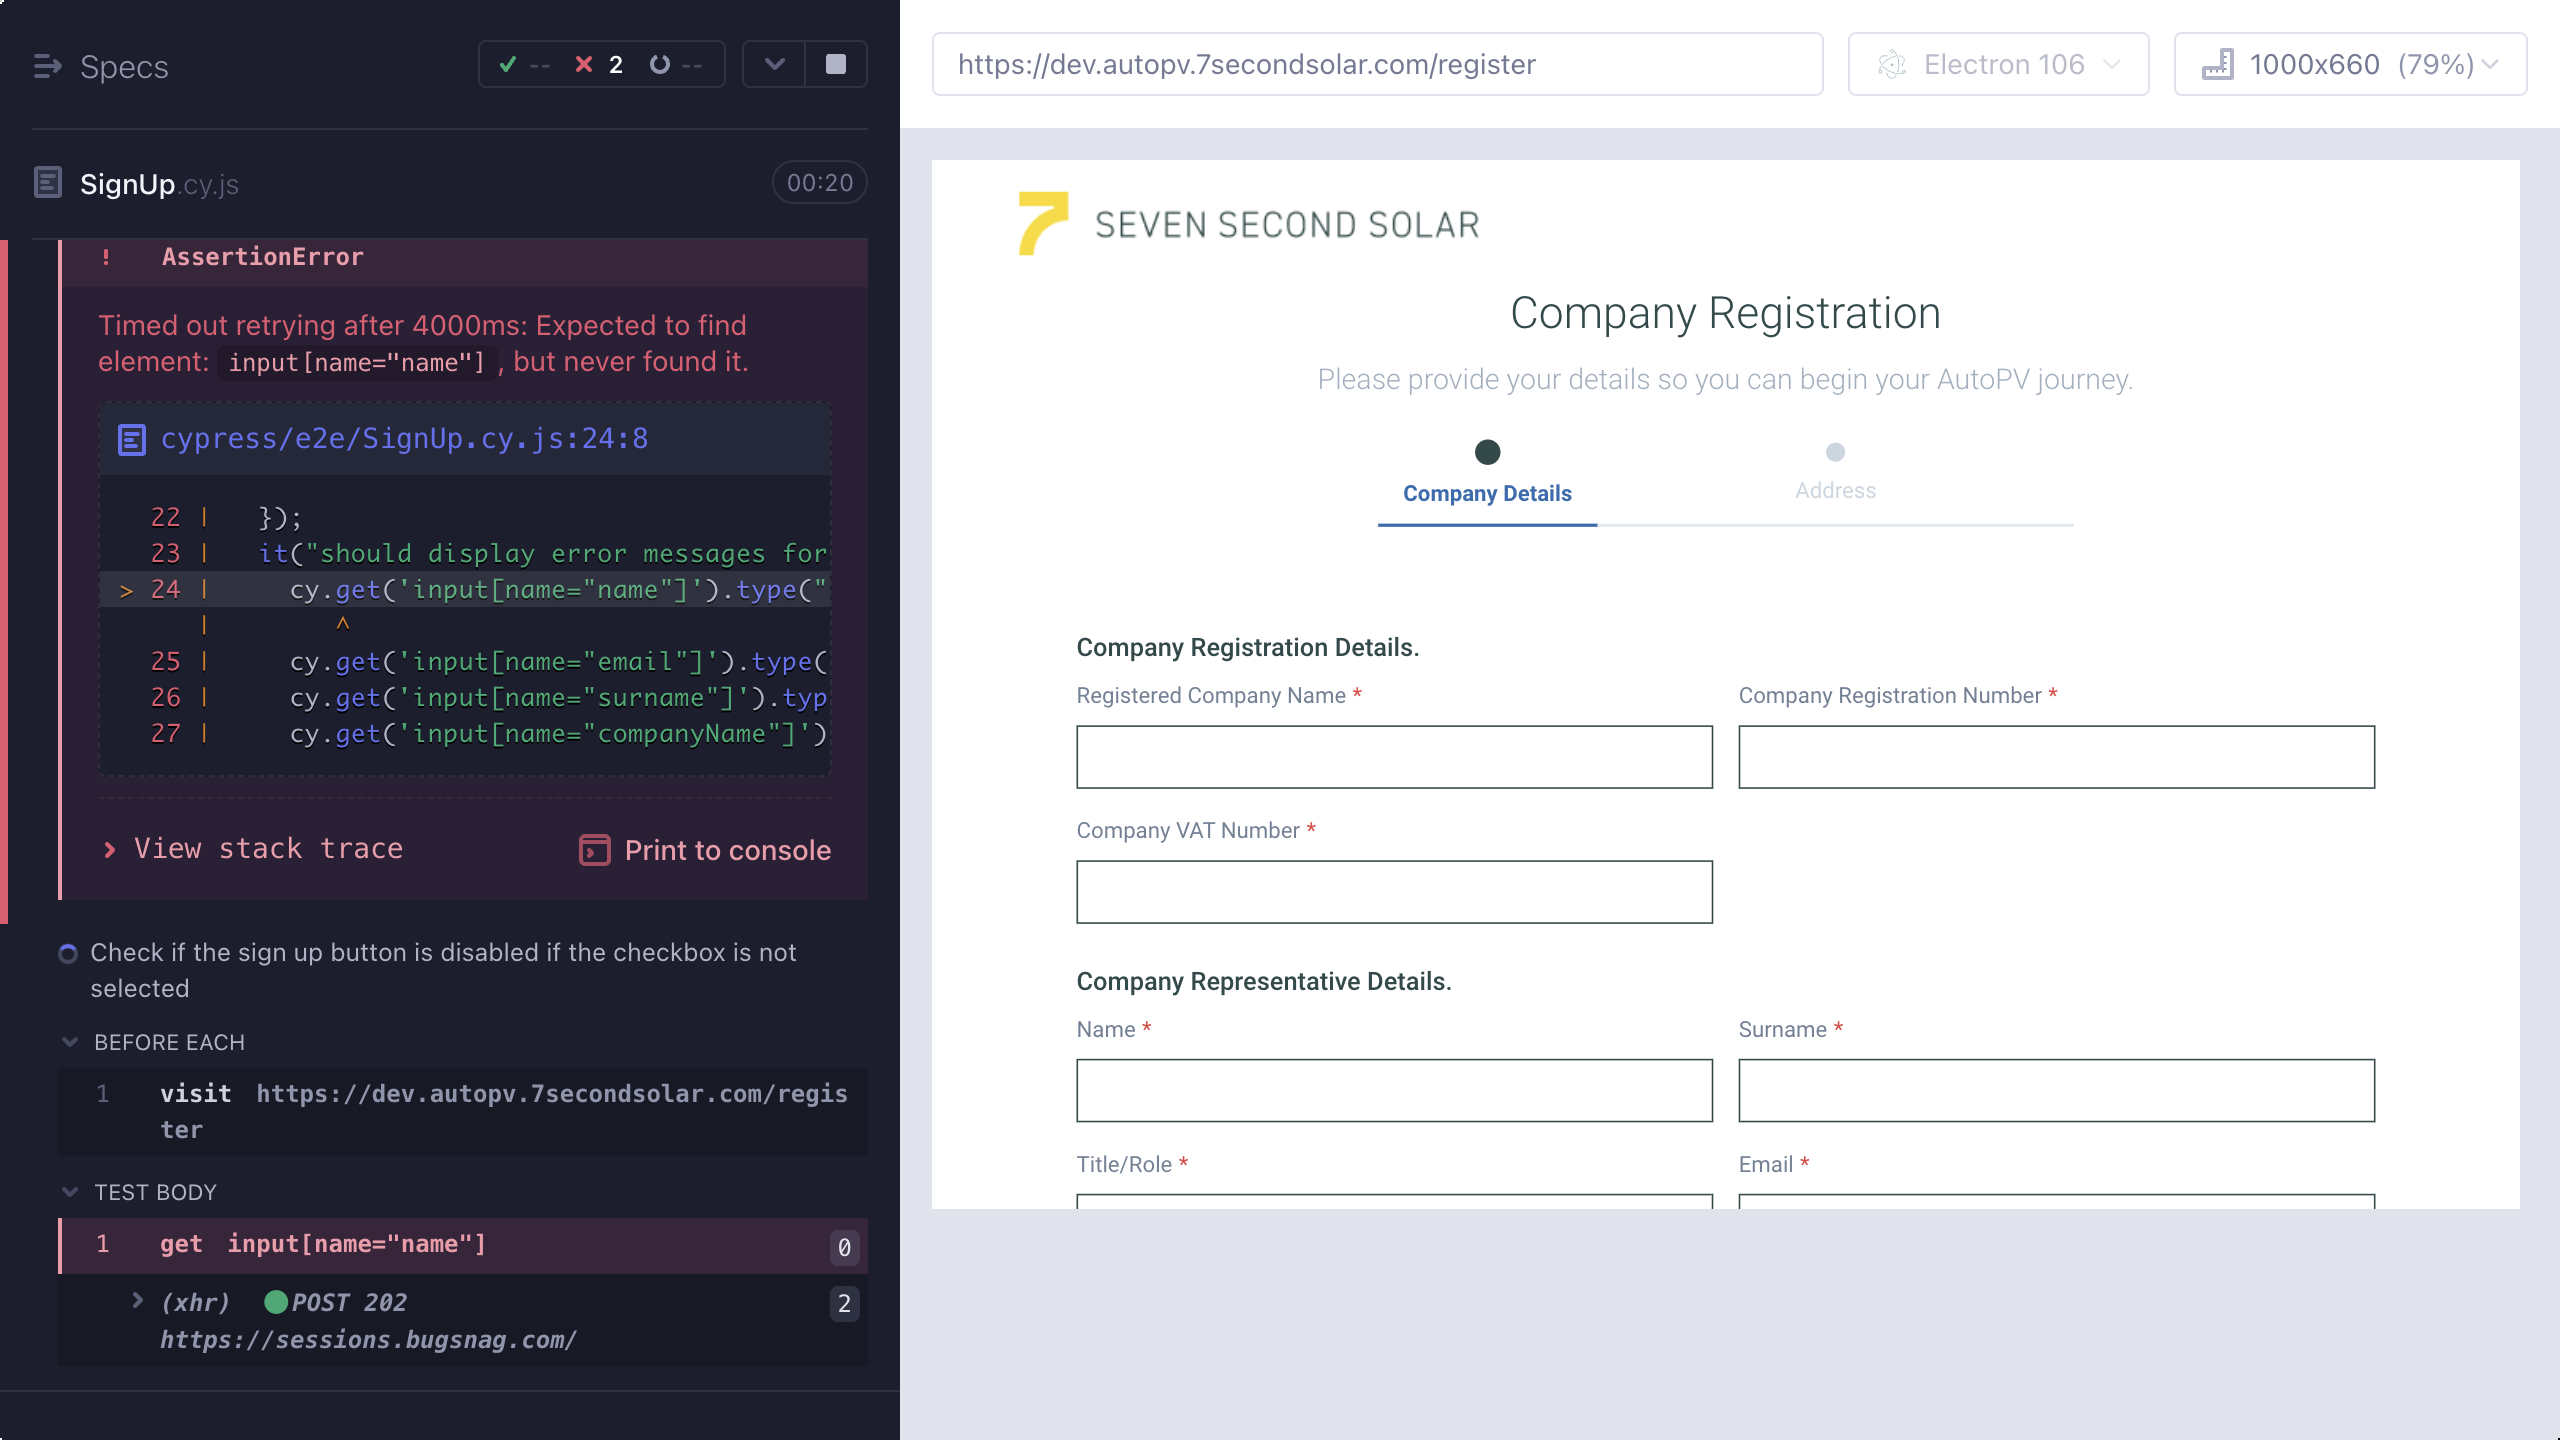 Specs
-- 2 --
SignUp.cy.js
00:20
! AssertionError
Timed out retrying after 4000ms: Expected to find
element: input[name="name"] , but never found it.
cypress/e2e/SignUp.cy.js:24:8
22 | });
23 | it("should display error messages for
> 24 | cy.get('input[name="name"]').type("
| ^
25 | cy.get('input[name="email"]').type(
26 | cy.get('input[name="surname"]').typ
27 | cy.get('input[name="companyName"]')
View stack trace
Print to console
Check if the sign up button is disabled if the checkbox is not
selected
BEFORE EACH
1 visit https://dev.autopv.7secondsolar.com/regis
ter
TEST BODY
1 get input[name="name"] 0
(xhr) POST 202 2
https://sessions.bugsnag.com/
https://dev.autopv.7secondsolar.com/register
Electron 106
1000x660 (79%)
7 SEVEN SECOND SOLAR
Company Registration
Please provide your details so you can begin your AutoPV journey.
Company Details
Address
Company Registration Details.
Registered Company Name *
Company Registration Number *
Company VAT Number *
Company Representative Details.
Name *
Surname *
Title/Role *
Email *